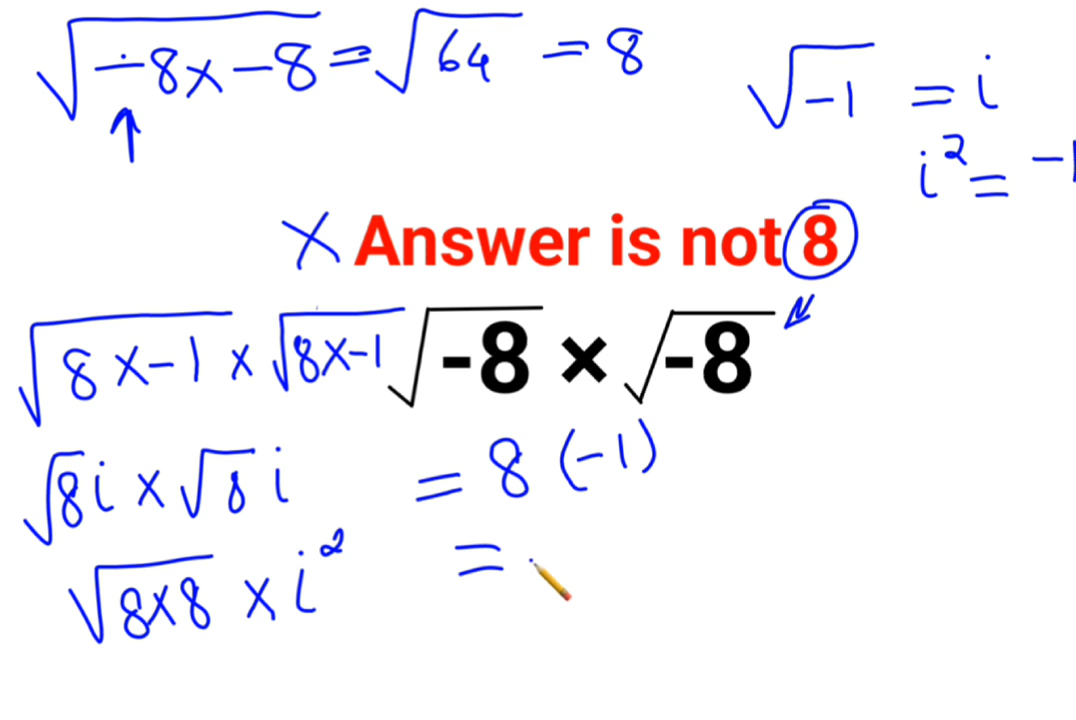 √-8x-8 = √64 = 8
√-1 = i
i² = -1
× Answer is not 8
√8x-1 x √8x-1 √-8 × √-8
√8 i x √8 i = 8 (-1)
√8x8 x i² =